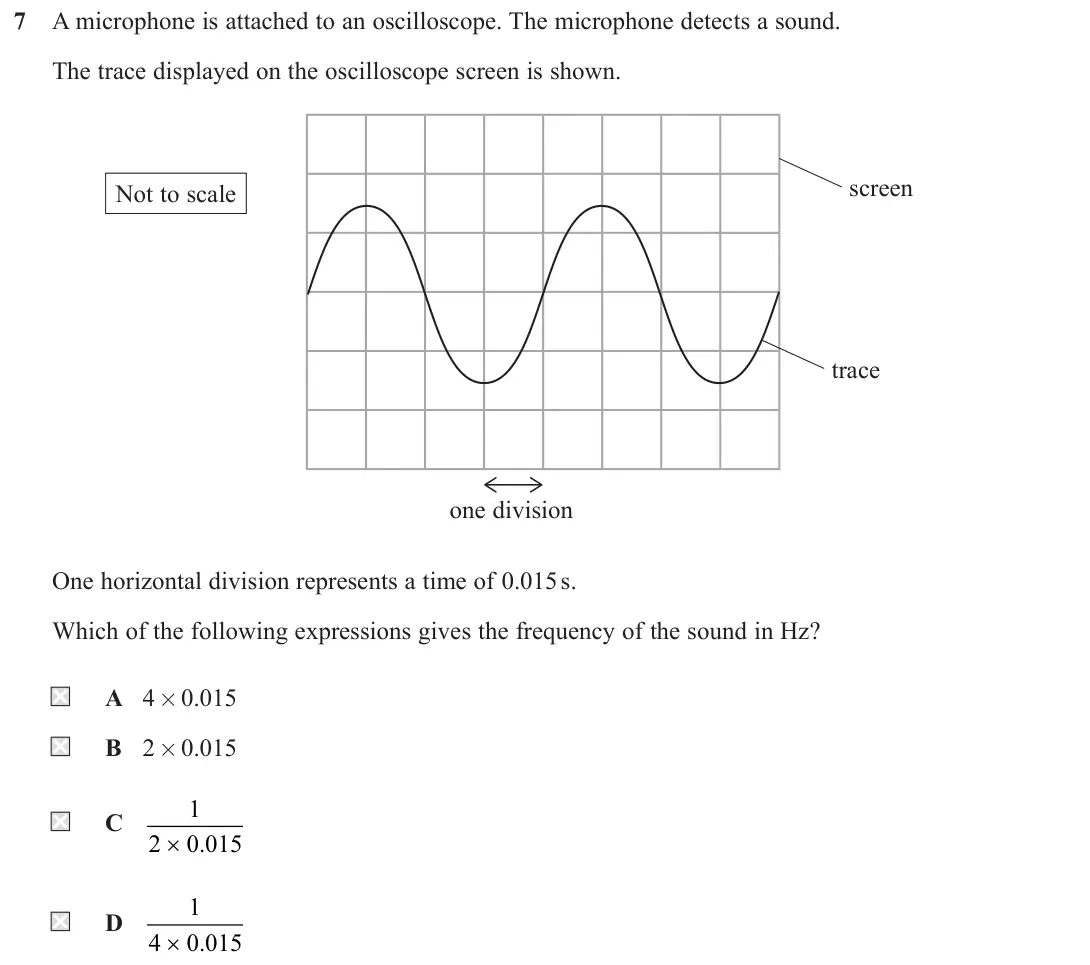 7 A microphone is attached to an oscilloscope. The microphone detects a sound.
The trace displayed on the oscilloscope screen is shown.
Not to scale
screen
trace
one division
One horizontal division represents a time of 0.015 s.
Which of the following expressions gives the frequency of the sound in Hz?
A 4 × 0.015
B 2 × 0.015
C 1
2 × 0.015
D 1
4 × 0.015